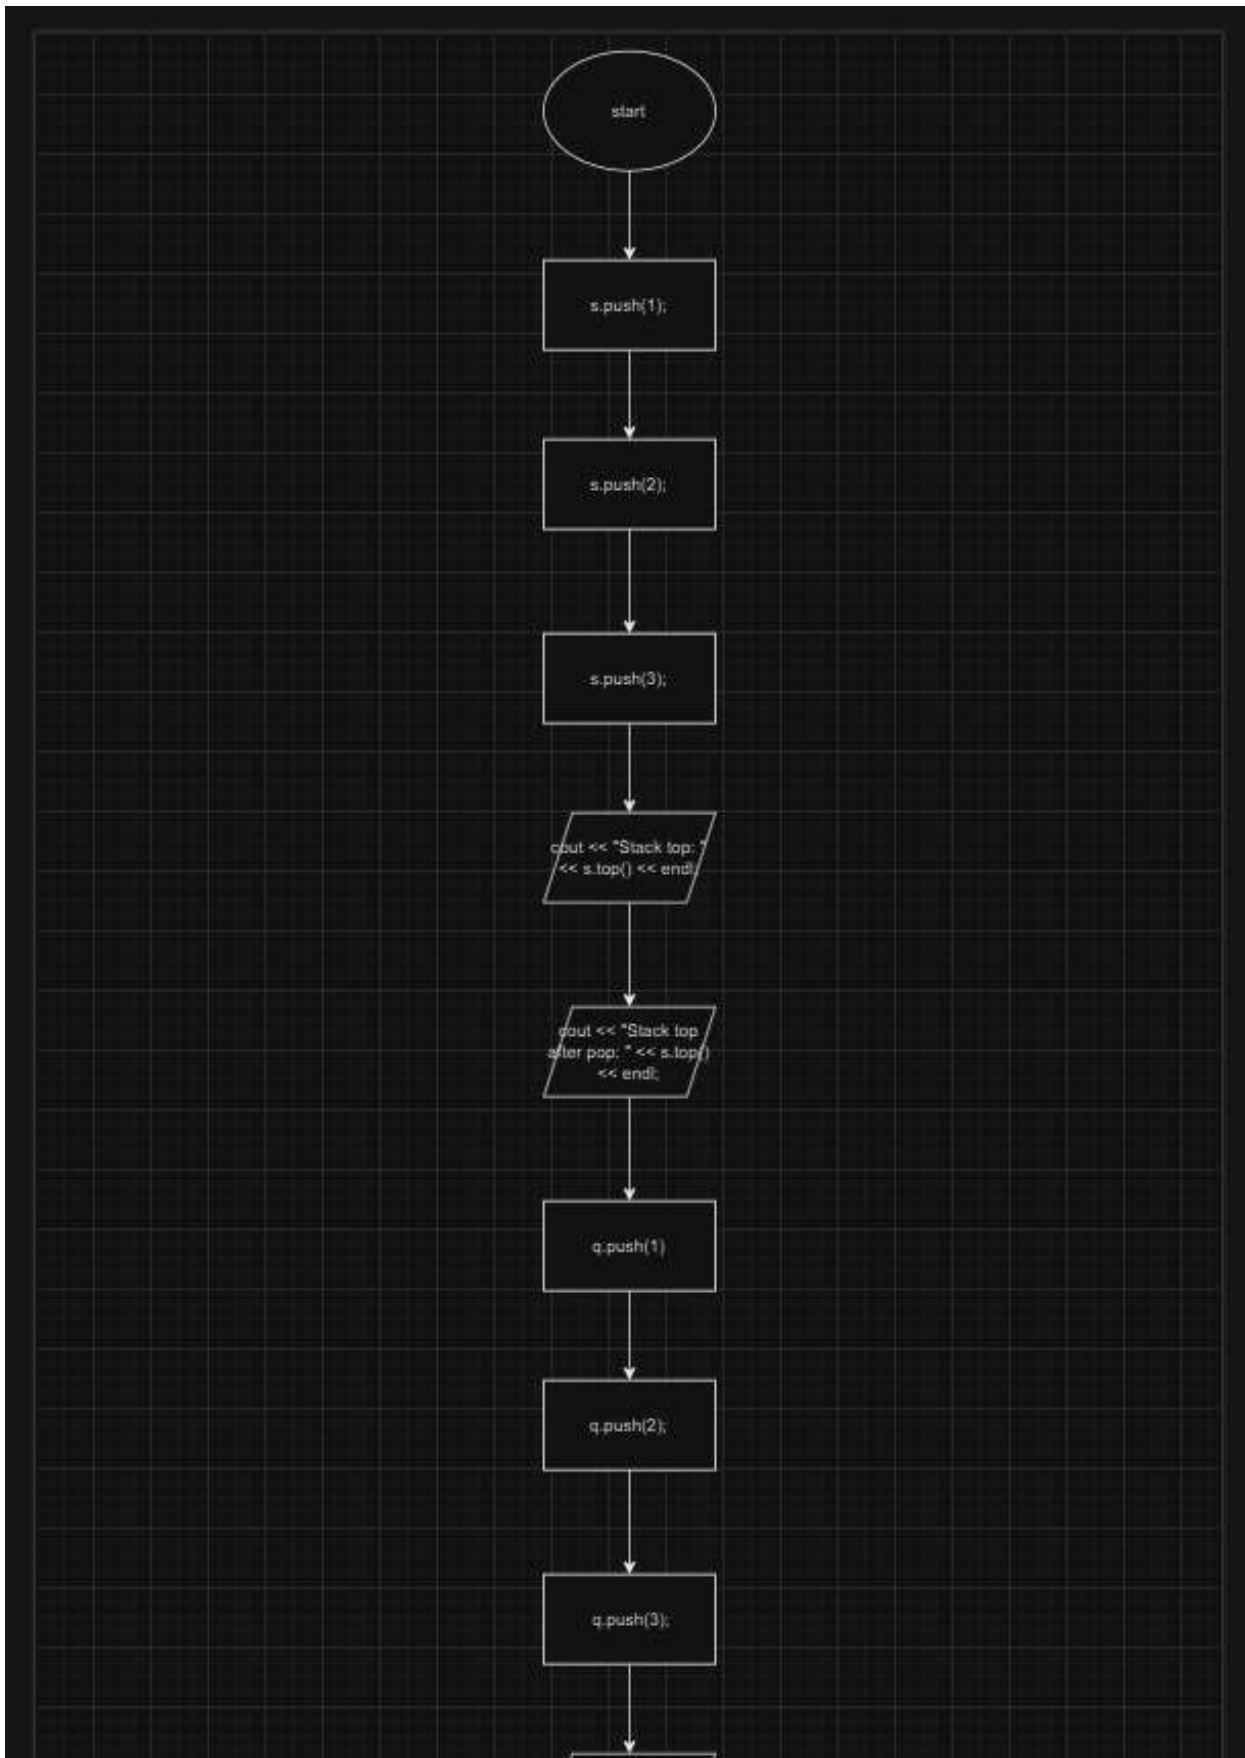 start
s.push(1);
s.push(2);
s.push(3);
cout << "Stack top: "
<< s.top() << endl;
cout << "Stack top
after pop: " << s.top()
<< endl;
q.push(1)
q.push(2);
q.push(3);